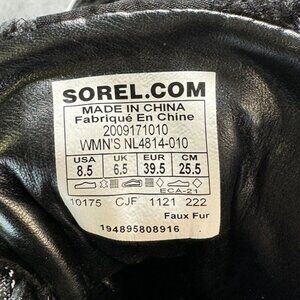 SOREL.COM
MADE IN CHINA
Fabriqué En Chine
2009171010
WMN'S NL4814-010
USA UK EUR CM
8.5 6.5 39.5 25.5
ECA-21
10175 CJF 1121 222
Faux Fur
194895808916